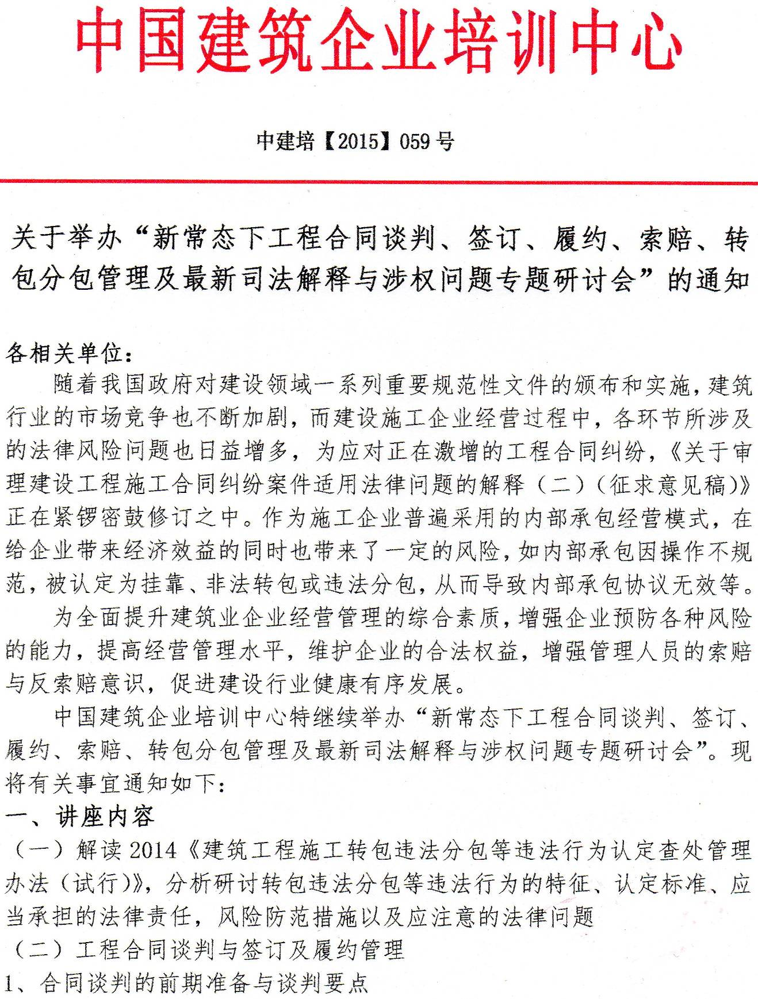 中国建筑企业培训中心
中建培【2015】059号
关于举办“新常态下工程合同谈判、签订、履约、索赔、转
包分包管理及最新司法解释与涉权问题专题研讨会”的通知
各相关单位：
随着我国政府对建设领域一系列重要规范性文件的颁布和实施，建筑
行业的市场竞争也不断加剧，而建设施工企业经营过程中，各环节所涉及
的法律风险问题也日益增多，为应对正在激增的工程合同纠纷，《关于审
理建设工程施工合同纠纷案件适用法律问题的解释（二）（征求意见稿）》
正在紧锣密鼓修订之中。作为施工企业普遍采用的内部承包经营模式，在
给企业带来经济效益的同时也带来了一定的风险，如内部承包因操作不规
范，被认定为挂靠、非法转包或违法分包，从而导致内部承包协议无效等。
为全面提升建筑业企业经营管理的综合素质，增强企业预防各种风险
的能力，提高经营管理水平，维护企业的合法权益，增强管理人员的索赔
与反索赔意识，促进建设行业健康有序发展。
中国建筑企业培训中心特继续举办“新常态下工程合同谈判、签订、
履约、索赔、转包分包管理及最新司法解释与涉权问题专题研讨会”。现
将有关事宜通知如下：
一、讲座内容
（一）解读2014《建筑工程施工转包违法分包等违法行为认定查处管理
办法（试行）》，分析研讨转包违法分包等违法行为的特征、认定标准、应
当承担的法律责任，风险防范措施以及应注意的法律问题
（二）工程合同谈判与签订及履约管理
1、合同谈判的前期准备与谈判要点